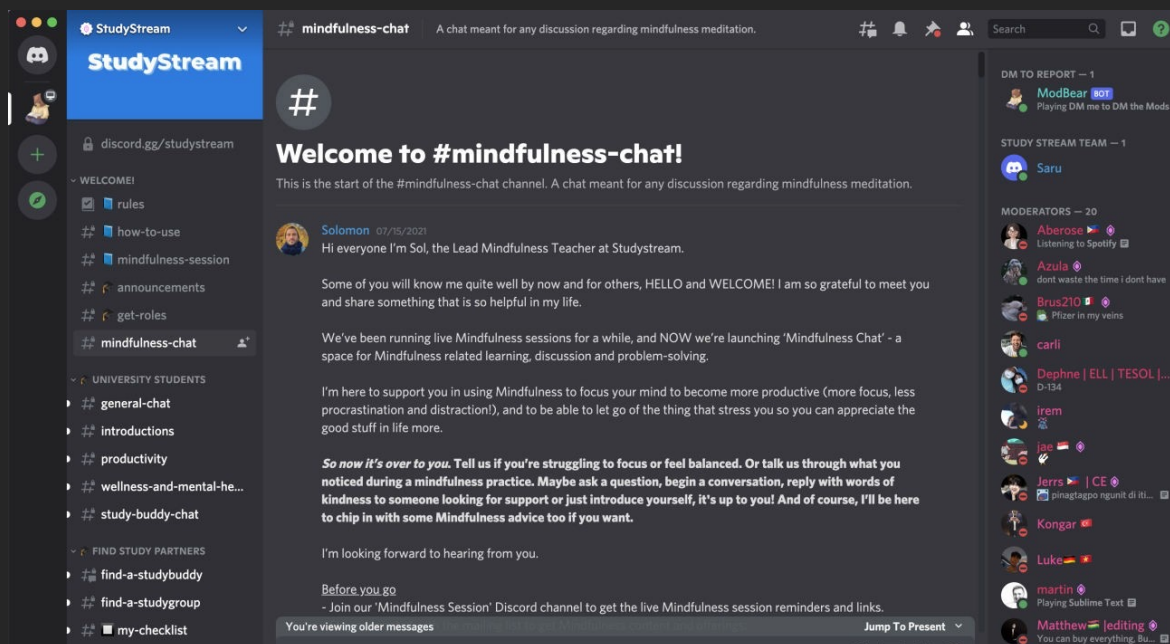 StudyStream
StudyStream
discord.gg/studystream
WELCOME!
rules
how-to-use
mindfulness-session
announcements
get-roles
mindfulness-chat
UNIVERSITY STUDENTS
general-chat
introductions
productivity
wellness-and-mental-he...
study-buddy-chat
FIND STUDY PARTNERS
find-a-studybuddy
find-a-studygroup
my-checklist
mindfulness-chat
A chat meant for any discussion regarding mindfulness meditation.
Search
#
Welcome to #mindfulness-chat!
This is the start of the #mindfulness-chat channel. A chat meant for any discussion regarding mindfulness meditation.
Solomon 07/15/2021
Hi everyone I'm Sol, the Lead Mindfulness Teacher at Studystream.
Some of you will know me quite well by now and for others, HELLO and WELCOME! I am so grateful to meet you
and share something that is so helpful in my life.
We've been running live Mindfulness sessions for a while, and NOW we're launching 'Mindfulness Chat' - a
space for Mindfulness related learning, discussion and problem-solving.
I'm here to support you in using Mindfulness to focus your mind to become more productive (more focus, less
procrastination and distraction!), and to be able to let go of the thing that stress you so you can appreciate the
good stuff in life more.
So now it's over to you. Tell us if you're struggling to focus or feel balanced. Or talk us through what you
noticed during a mindfulness practice. Maybe ask a question, begin a conversation, reply with words of
kindness to someone looking for support or just introduce yourself, it's up to you! And of course, I'll be here
to chip in with some Mindfulness advice too if you want.
I'm looking forward to hearing from you.
Before you go
- Join our 'Mindfulness Session' Discord channel to get the live Mindfulness session reminders and links.
You're viewing older messages
Jump To Present
DM TO REPORT — 1
ModBear BOT
Playing DM me to DM the Mods
STUDY STREAM TEAM — 1
Saru
MODERATORS — 20
Aberose
Listening to Spotify
Azula
dont waste the time i dont have
Brus210
Pfizer in my veins
carli
Dephne | ELL | TESOL |...
D-134
irem
jae
Jerrs | CE
pinagtagpo ngunit di iti...
Kongar
Luke
martin
Playing Sublime Text
Matthew |editing
You can buy everything, Bu...